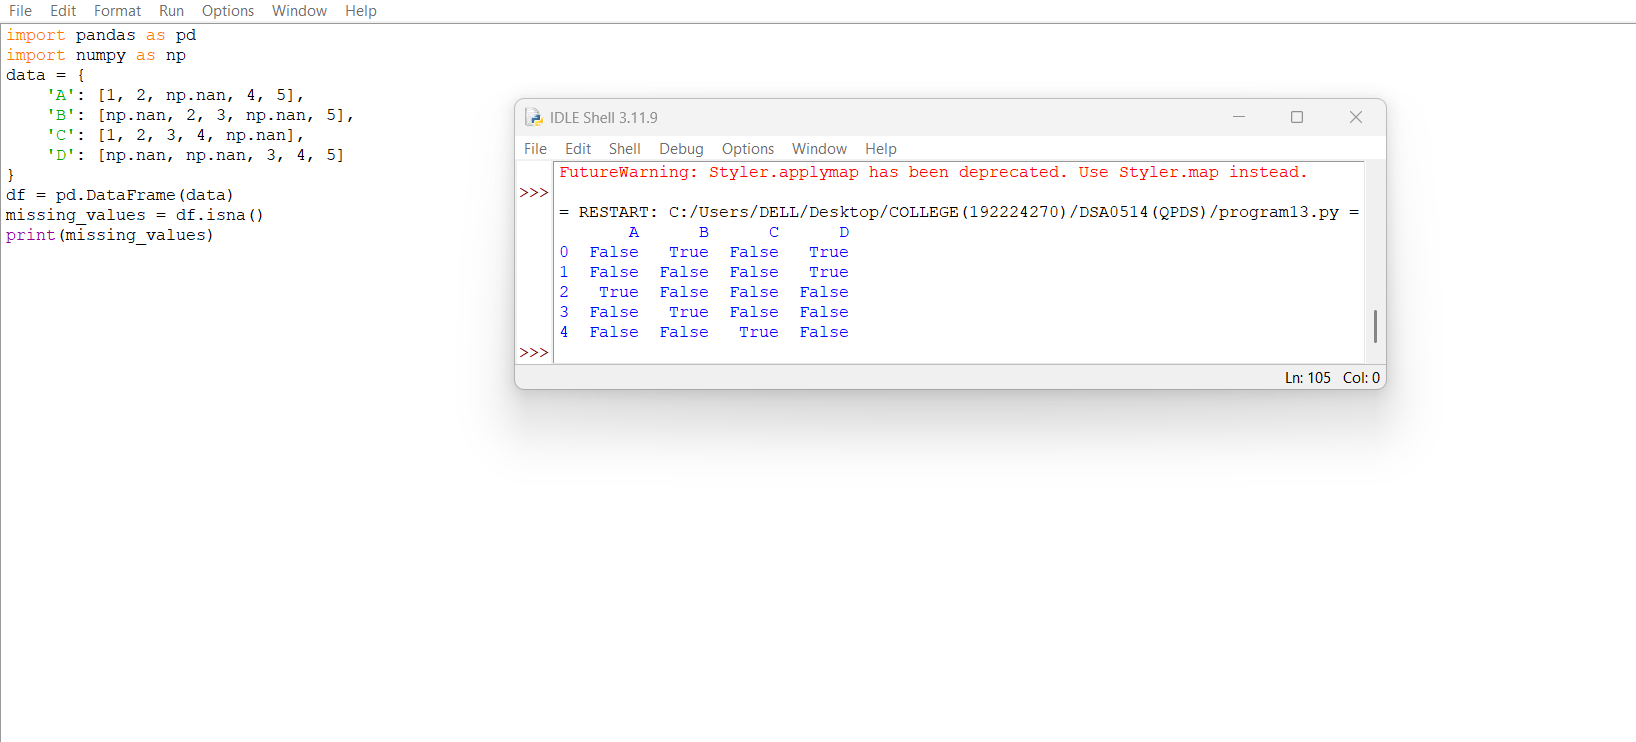 File Edit Format Run Options Window Help
import pandas as pd
import numpy as np
data = {
    'A': [1, 2, np.nan, 4, 5],
    'B': [np.nan, 2, 3, np.nan, 5],
    'C': [1, 2, 3, 4, np.nan],
    'D': [np.nan, np.nan, 3, 4, 5]
}
df = pd.DataFrame(data)
missing_values = df.isna()
print(missing_values)
IDLE Shell 3.11.9
File Edit Shell Debug Options Window Help
FutureWarning: Styler.applymap has been deprecated. Use Styler.map instead.
>>>
= RESTART: C:/Users/DELL/Desktop/COLLEGE(192224270)/DSA0514(QPDS)/program13.py =
       A      B      C      D
0  False   True  False   True
1  False  False  False   True
2   True  False  False  False
3  False   True  False  False
4  False  False   True  False
>>>
Ln: 105 Col: 0